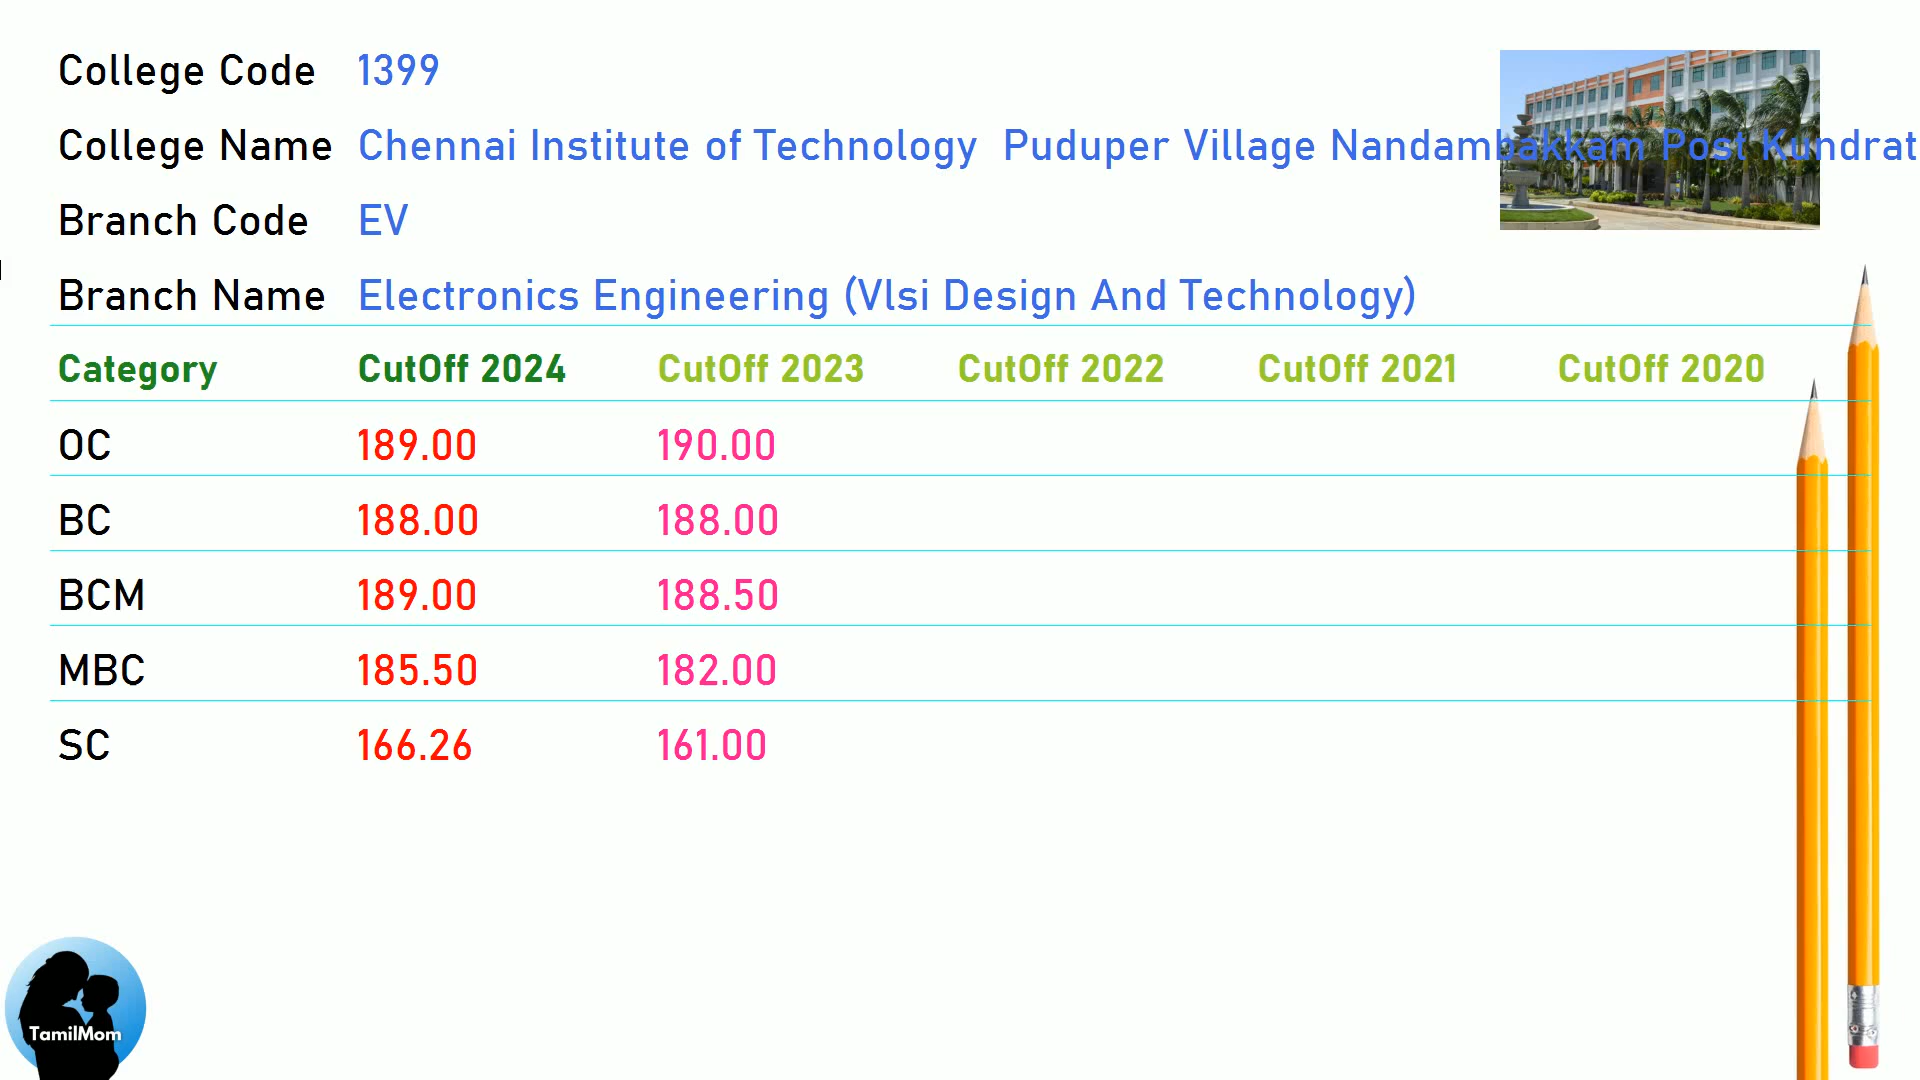 College Code 1399
College Name Chennai Institute of Technology Puduper Village Nandambakkam Post Kundrat
Branch Code EV
Branch Name Electronics Engineering (Vlsi Design And Technology)
Category CutOff 2024 CutOff 2023 CutOff 2022 CutOff 2021 CutOff 2020
OC 189.00 190.00
BC 188.00 188.00
BCM 189.00 188.50
MBC 185.50 182.00
SC 166.26 161.00
TamilMom